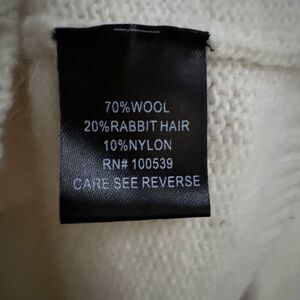 70%WOOL
20%RABBIT HAIR
10%NYLON
RN# 100539
CARE SEE REVERSE